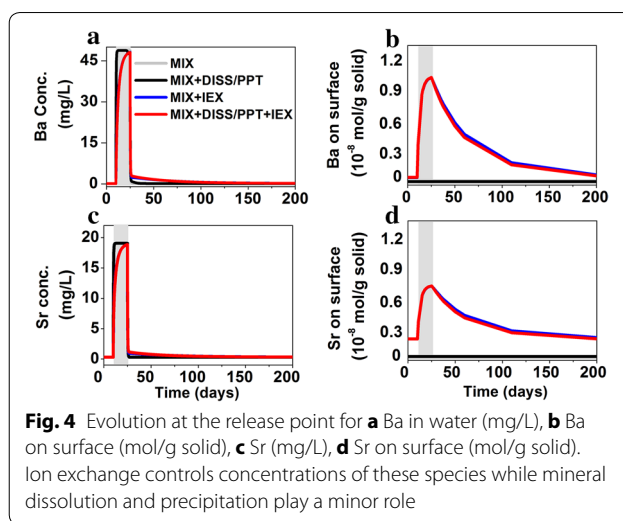 a
Ba Conc.
(mg/L)
45
30
15
0
MIX
MIX+DISS/PPT
MIX+IEX
MIX+DISS/PPT+IEX
0 50 100 150 200
b
Ba on surface
(10-8 mol/g solid)
1.2
0.9
0.6
0.3
0
0 50 100 150 200
c
Sr conc.
(mg/L)
20
15
10
5
0
0 50 100 150 200
Time (days)
d
Sr on surface
(10-8 mol/g solid)
1.2
0.9
0.6
0.3
0
0 50 100 150 200
Time (days)
Fig. 4 Evolution at the release point for a Ba in water (mg/L), b Ba
on surface (mol/g solid), c Sr (mg/L), d Sr on surface (mol/g solid).
Ion exchange controls concentrations of these species while mineral
dissolution and precipitation play a minor role